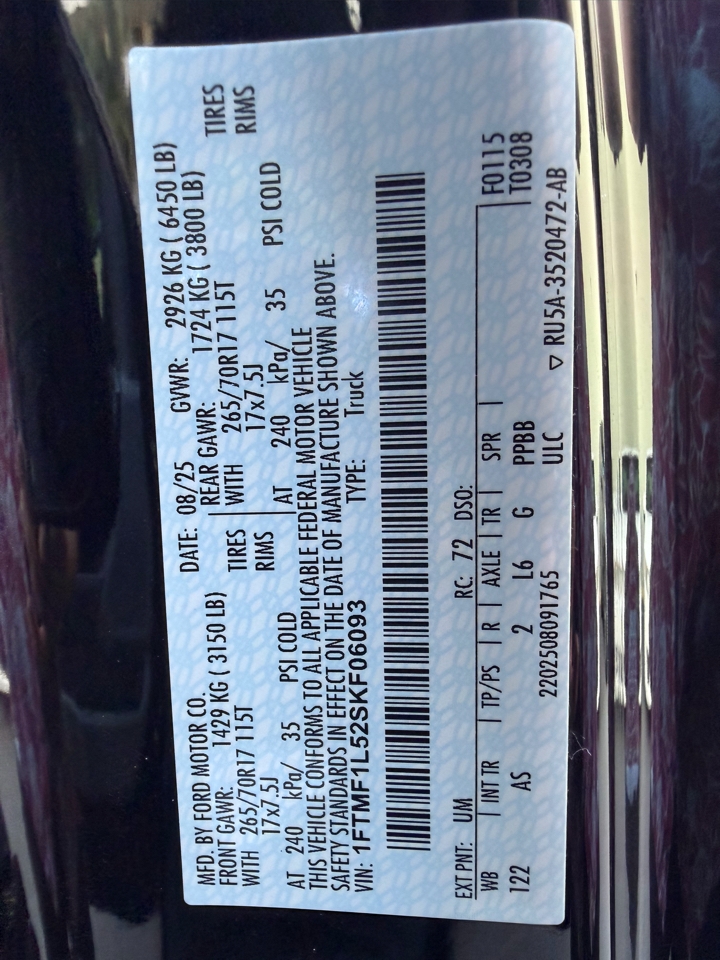 MFD. BY FORD MOTOR CO. DATE: 08/25 GVWR: 2926 KG ( 6450 LB)
FRONT GAWR: 1429 KG ( 3150 LB) REAR GAWR: 1724 KG ( 3800 LB)
WITH 265/70R17 115T TIRES WITH 265/70R17 115T TIRES
17x7.5J RIMS 17x7.5J RIMS
AT 240 kPa/ 35 PSI COLD AT 240 kPa/ 35 PSI COLD
THIS VEHICLE CONFORMS TO ALL APPLICABLE FEDERAL MOTOR VEHICLE
SAFETY STANDARDS IN EFFECT ON THE DATE OF MANUFACTURE SHOWN ABOVE.
VIN: 1FTMF1L52SKF06093 TYPE: Truck
EXT PNT: UM RC: 72 DSO:
WB | INT TR | TP/PS | R | AXLE | TR | SPR | F0115
122 AS 2 L6 G PPBB T0308
2202508091765 ULC ▽ RU5A-3520472-AB